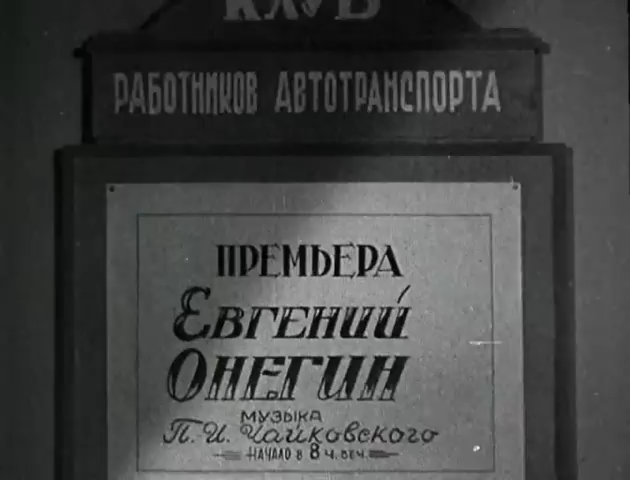 КЛУБ
РАБОТНИКОВ АВТОТРАНСПОРТА
ПРЕМЬЕРА
ЕВГЕНИЙ
ОНЕГИН
МУЗЫКА
П. И. Чайковского
НАЧАЛО В 8 Ч. ВЕЧ.